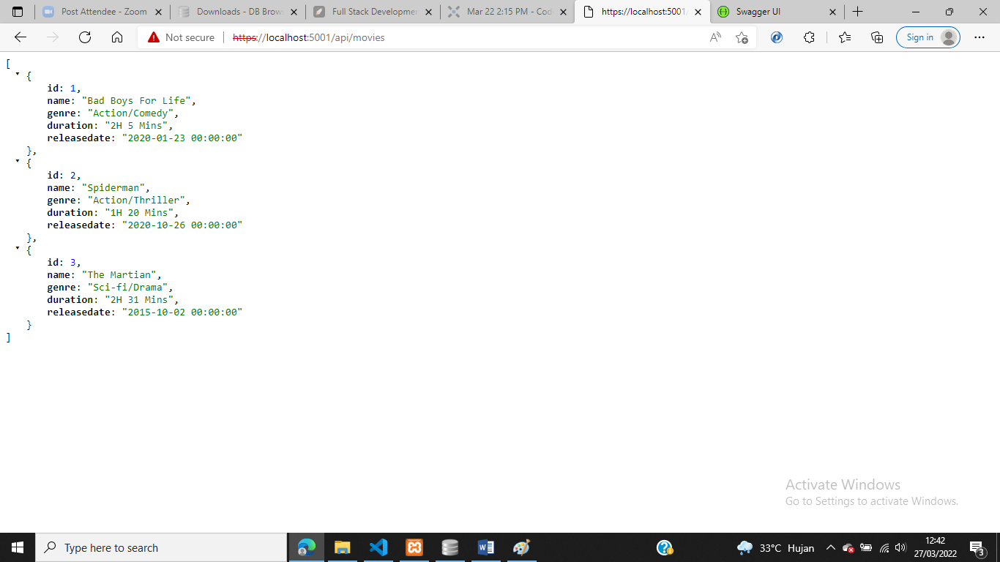 Post Attendee - Zoom
Downloads - DB Brow
Full Stack Developmen
Mar 22 2:15 PM - Cod
https://localhost:5001/
Swagger UI
Not secure
https://localhost:5001/api/movies
Sign in
[
{
id: 1,
name: "Bad Boys For Life",
genre: "Action/Comedy",
duration: "2H 5 Mins",
releasedate: "2020-01-23 00:00:00"
},
{
id: 2,
name: "Spiderman",
genre: "Action/Thriller",
duration: "1H 20 Mins",
releasedate: "2020-10-26 00:00:00"
},
{
id: 3,
name: "The Martian",
genre: "Sci-fi/Drama",
duration: "2H 31 Mins",
releasedate: "2015-10-02 00:00:00"
}
]
Activate Windows
Go to Settings to activate Windows.
Type here to search
33°C Hujan
12:42
27/03/2022
3